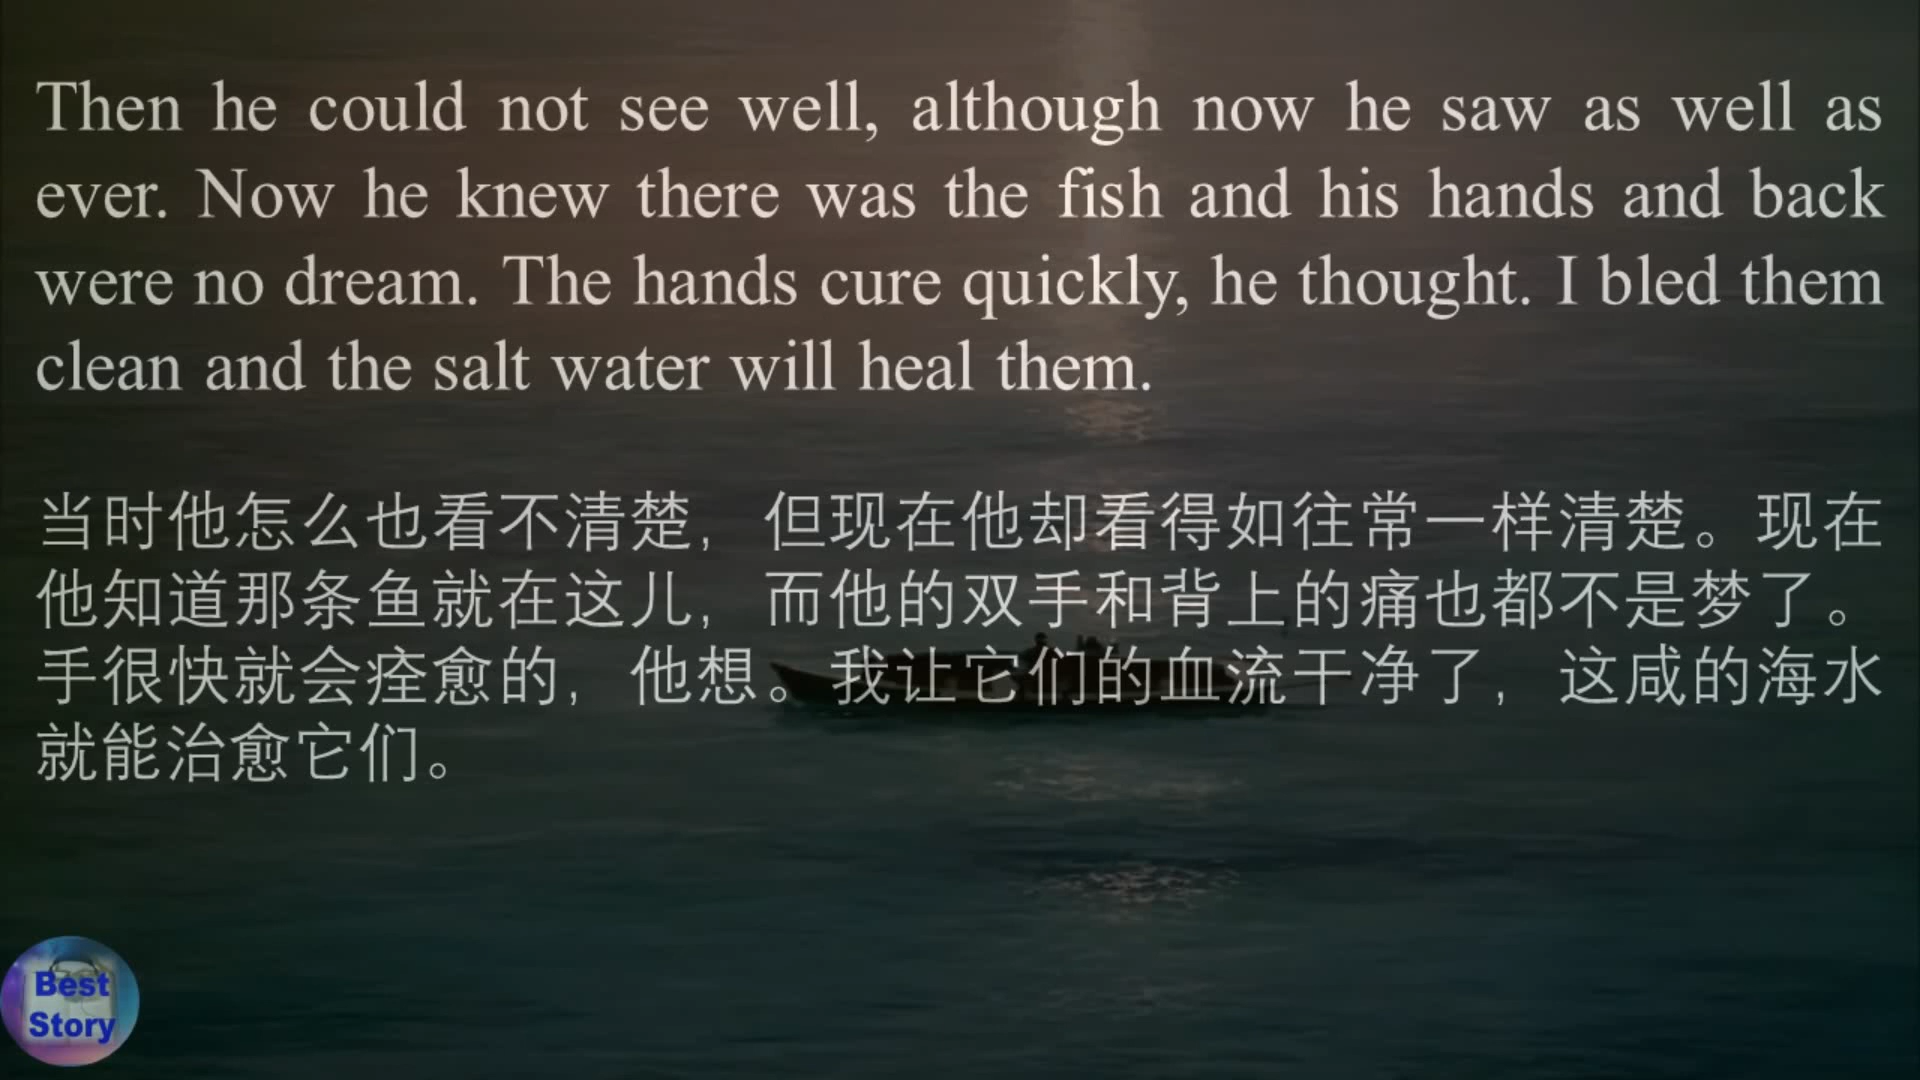 Then he could not see well, although now he saw as well as
ever. Now he knew there was the fish and his hands and back
were no dream. The hands cure quickly, he thought. I bled them
clean and the salt water will heal them.
当时他怎么也看不清楚，但现在他却看得如往常一样清楚。现在
他知道那条鱼就在这儿，而他的双手和背上的痛也都不是梦了。
手很快就会痊愈的，他想。我让它们的血流干净了，这咸的海水
就能治愈它们。
Best
Story